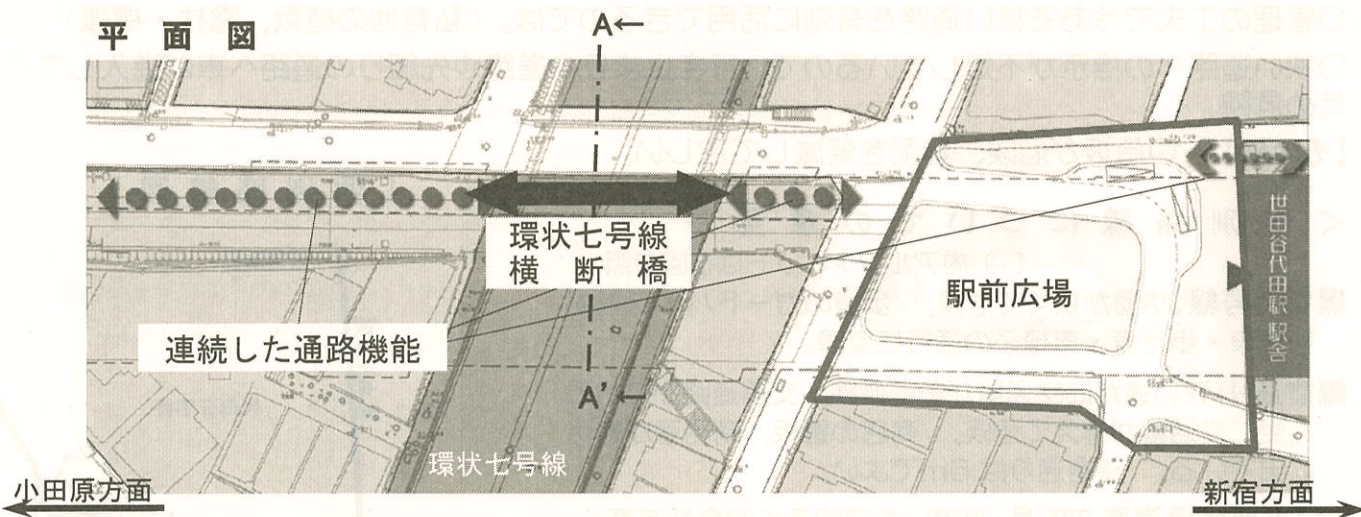 平面図
A←
環状七号線
横断橋
連続した通路機能
駅前広場
世田谷代田駅 駅舎
A'←
環状七号線
小田原方面
新宿方面